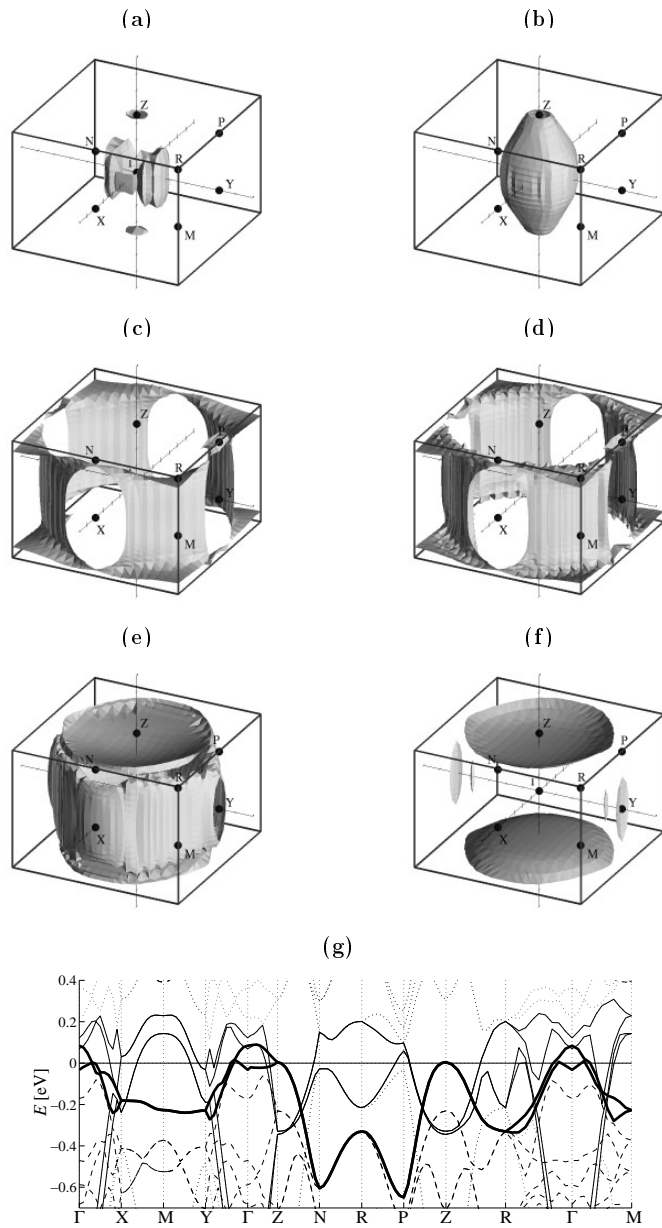 (a) (b)
Z P N I R Y X M
Z P N R Y X M
(c) (d)
Z N P R Y X M
Z N P R Y X M
(e) (f)
Z P N R Y X M
Z P N I R Y X M
(g)
0.4
0.2
0
−0.2
−0.4
−0.6
E [eV]
Γ X M Y Γ Z N R P Z R Γ M